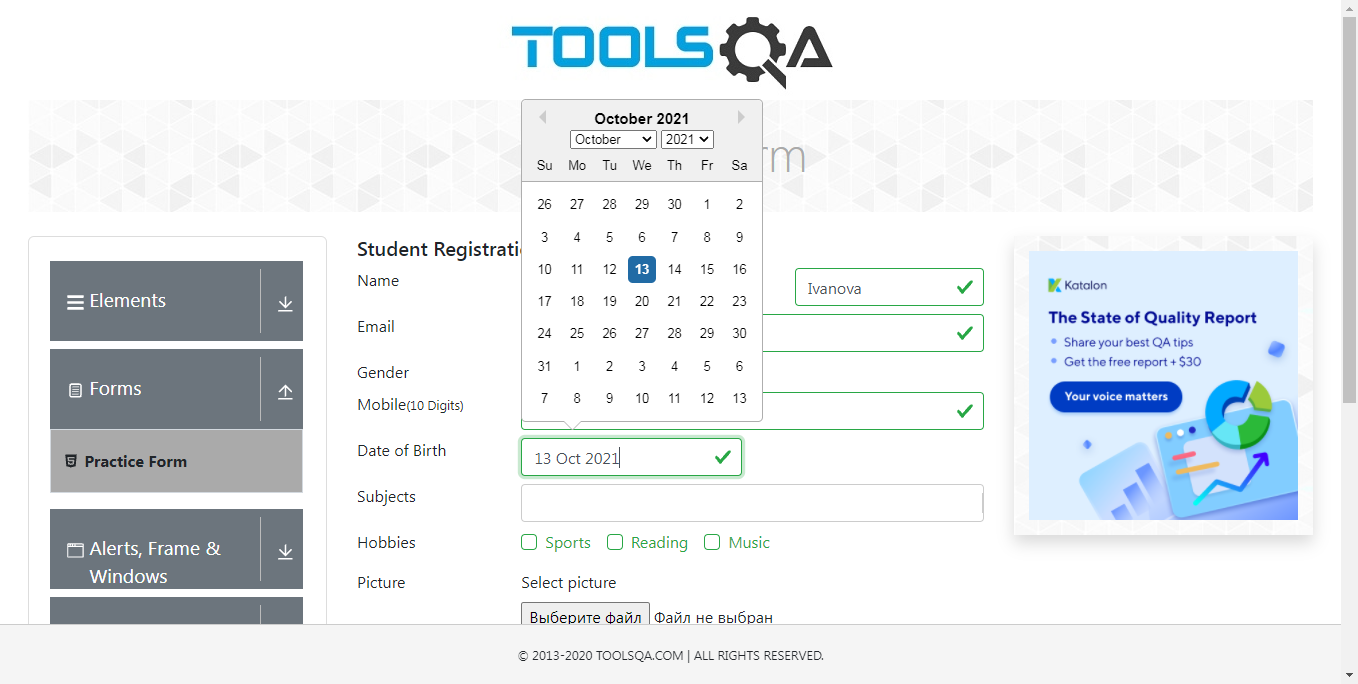 TOOLSQA
rm
October 2021
October 2021
Su Mo Tu We Th Fr Sa
26 27 28 29 30 1 2
3 4 5 6 7 8 9
10 11 12 13 14 15 16
17 18 19 20 21 22 23
24 25 26 27 28 29 30
31 1 2 3 4 5 6
7 8 9 10 11 12 13
Elements
Forms
Practice Form
Alerts, Frame &
Windows
Student Registrati
Name
Ivanova
Email
Gender
Mobile(10 Digits)
Date of Birth
13 Oct 2021
Subjects
Hobbies
Sports Reading Music
Picture
Select picture
Выберите файл Файл не выбран
Katalon
The State of Quality Report
• Share your best QA tips
• Get the free report + $30
Your voice matters
© 2013-2020 TOOLSQA.COM | ALL RIGHTS RESERVED.